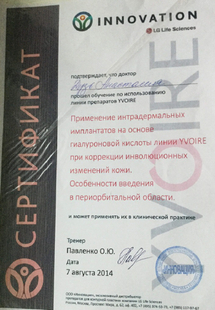 INNOVATION
LG Life Sciences
СЕРТИФИКАТ
YVOIRE
подтверждает, что доктор
прошел обучение по использованию
линии препаратов YVOIRE
Применение интрадермальных
имплантатов на основе
гиалуроновой кислоты линии YVOIRE
при коррекции инволюционных
изменений кожи.
Особенности введения
в периорбитальной области.
и может применять их в клинической практике
Тренер
Павленко О.Ю.
Дата
7 августа 2014